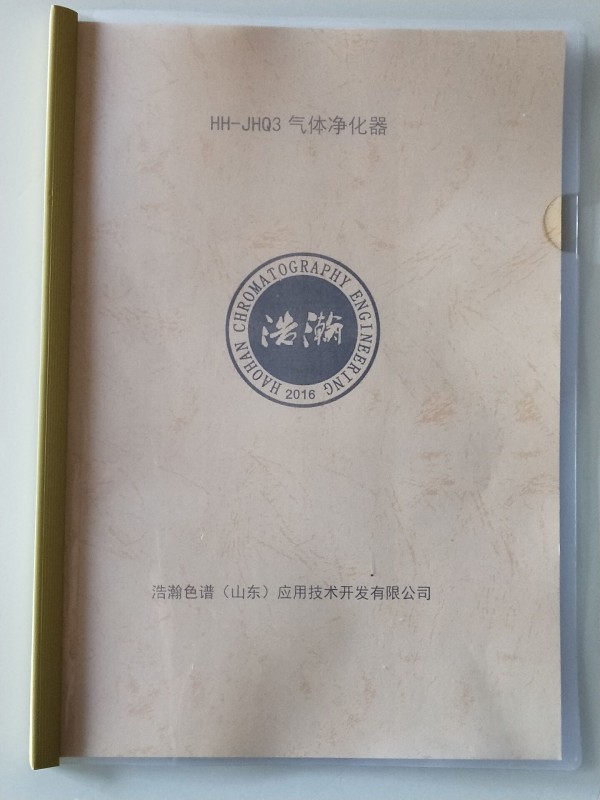 HH-JHQ3 气体净化器
HAOHAN CHROMATOGRAPHY ENGINEERING
浩瀚
2016
浩瀚色谱（山东）应用技术开发有限公司